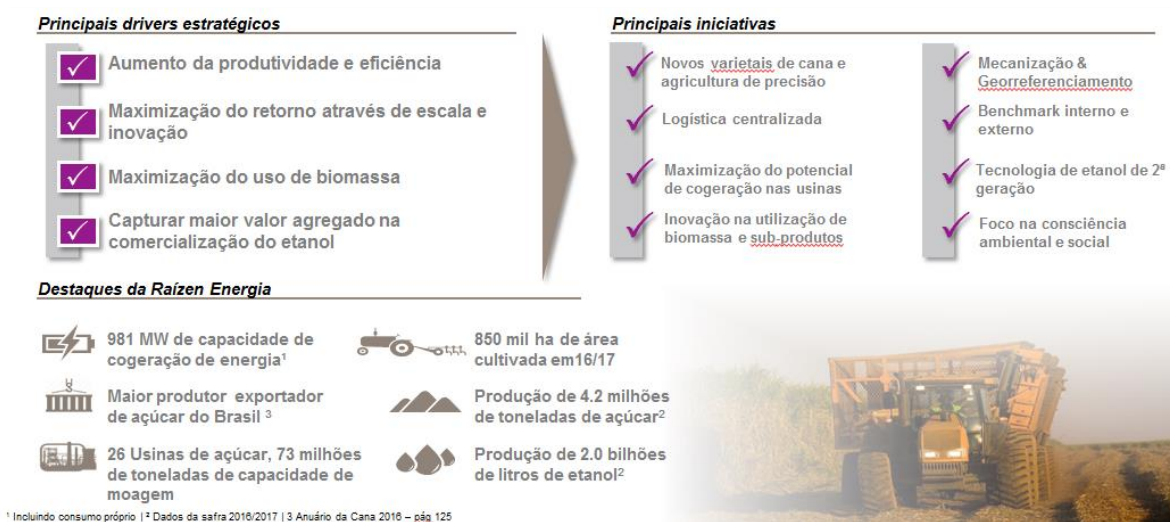 Principais drivers estratégicos
Aumento da produtividade e eficiência
Maximização do retorno através de escala e
inovação
Maximização do uso de biomassa
Capturar maior valor agregado na
comercialização do etanol
Principais iniciativas
Novos varietais de cana e
agricultura de precisão
Logística centralizada
Maximização do potencial
de cogeração nas usinas
Inovação na utilização de
biomassa e sub-produtos
Mecanização &
Georreferenciamento
Benchmark interno e
externo
Tecnologia de etanol de 2ª
geração
Foco na consciência
ambiental e social
Destaques da Raízen Energia
981 MW de capacidade de
cogeração de energia¹
Maior produtor exportador
de açúcar do Brasil ³
26 Usinas de açúcar, 73 milhões
de toneladas de capacidade de
moagem
850 mil ha de área
cultivada em16/17
Produção de 4.2 milhões
de toneladas de açúcar²
Produção de 2.0 bilhões
de litros de etanol²
¹ Incluindo consumo próprio | ² Dados da safra 2016/2017 | 3 Anuário da Cana 2016 – pág 125